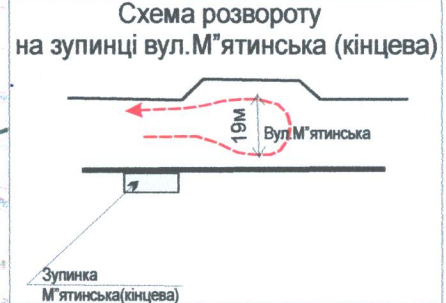 Схема розвороту
на зупинці вул.М"ятинська (кінцева)
19м
Вул.М"ятинська
Зупинка
М"ятинська(кінцева)